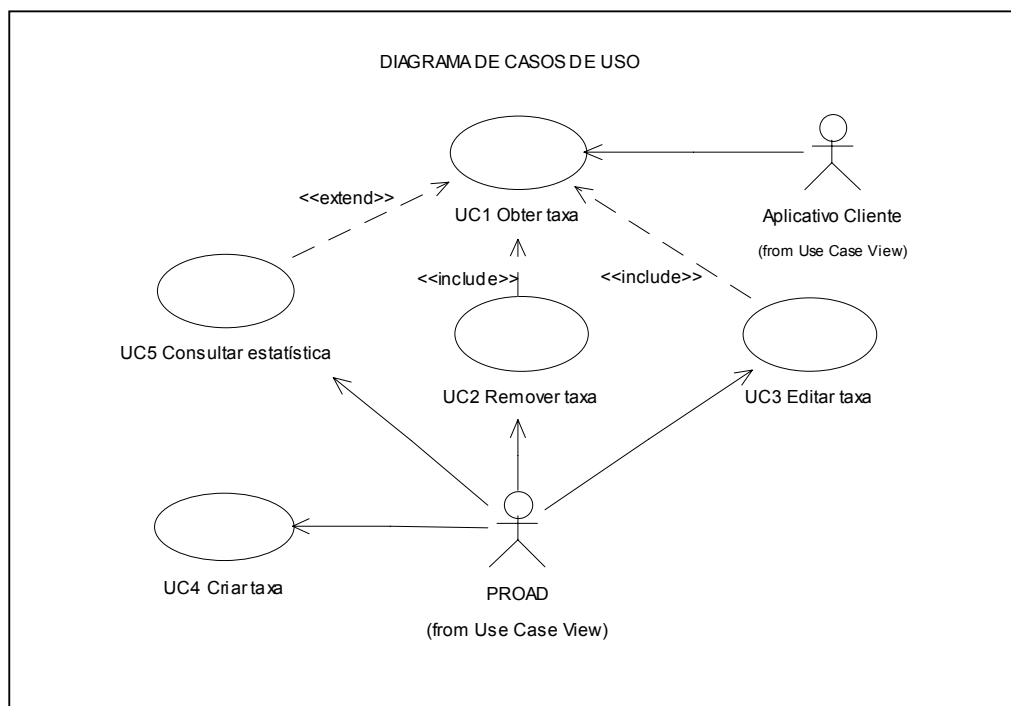 DIAGRAMA DE CASOS DE USO
<<extend>>
UC1 Obter taxa
Aplicativo Cliente
(from Use Case View)
<<include>>
<<include>>
UC5 Consultar estatística
UC2 Remover taxa
UC3 Editar taxa
UC4 Criar taxa
PROAD
(from Use Case View)